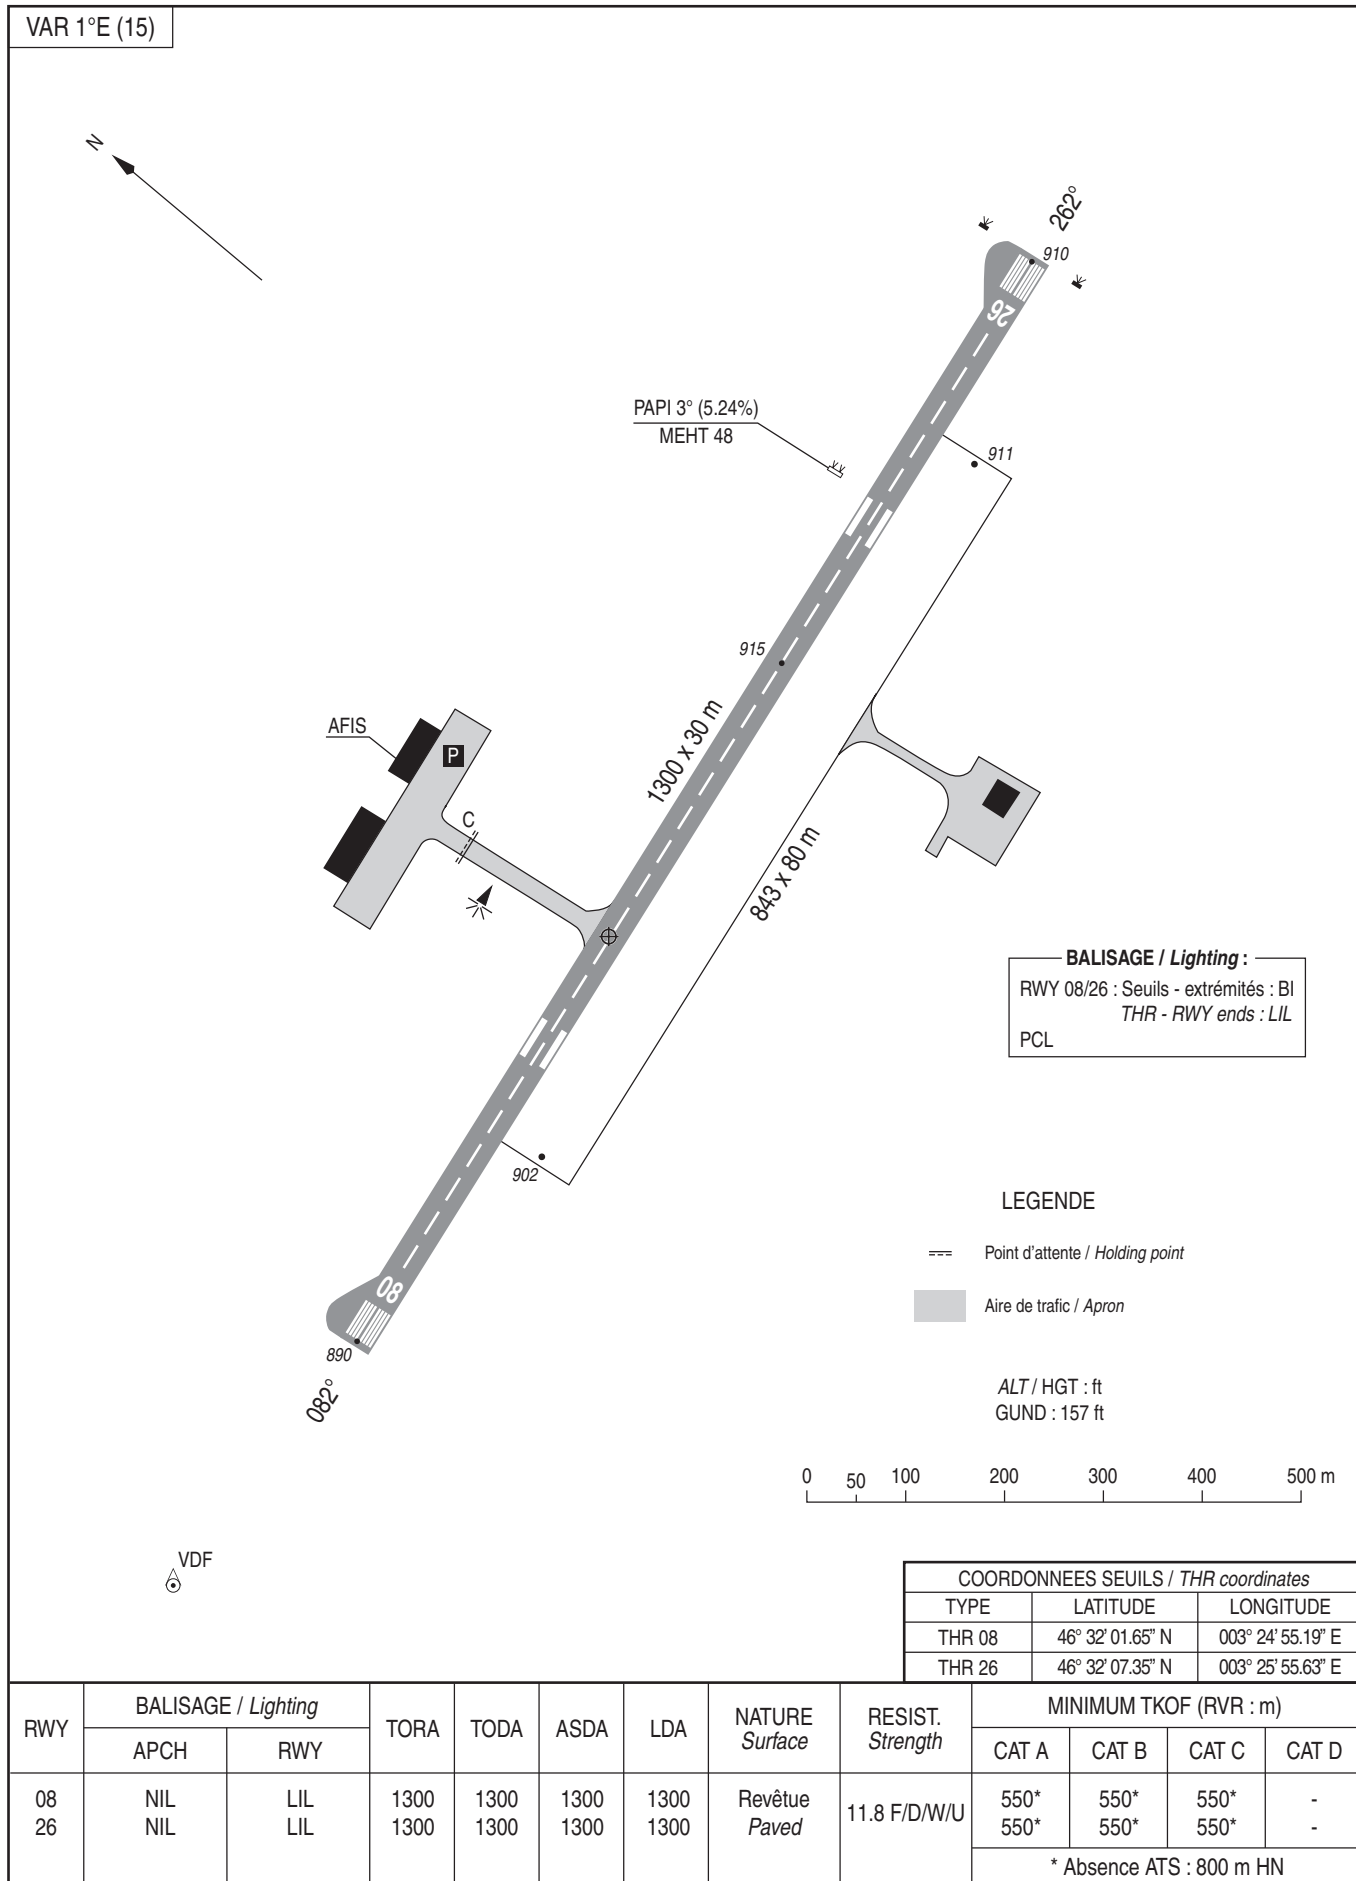 VAR 1°E (15)
N
262°
910
26
PAPI 3° (5.24%)
MEHT 48
911
915
AFIS
P
1300 x 30 m
C
843 x 80 m
BALISAGE / Lighting :
RWY 08/26 : Seuils - extrémités : BI
THR - RWY ends : LIL
PCL
902
LEGENDE
Point d'attente / Holding point
08
Aire de trafic / Apron
890
082°
ALT / HGT : ft
GUND : 157 ft
0 50 100 200 300 400 500 m
VDF
COORDONNEES SEUILS / THR coordinates
TYPE LATITUDE LONGITUDE
THR 08 46° 32' 01.65" N 003° 24' 55.19" E
THR 26 46° 32' 07.35" N 003° 25' 55.63" E
RWY BALISAGE / Lighting TORA TODA ASDA LDA NATURE RESIST. MINIMUM TKOF (RVR : m)
Surface Strength
APCH RWY CAT A CAT B CAT C CAT D
08 NIL LIL 1300 1300 1300 1300 Revêtue 11.8 F/D/W/U 550* 550* 550* -
26 NIL LIL 1300 1300 1300 1300 Paved 550* 550* 550* -
* Absence ATS : 800 m HN